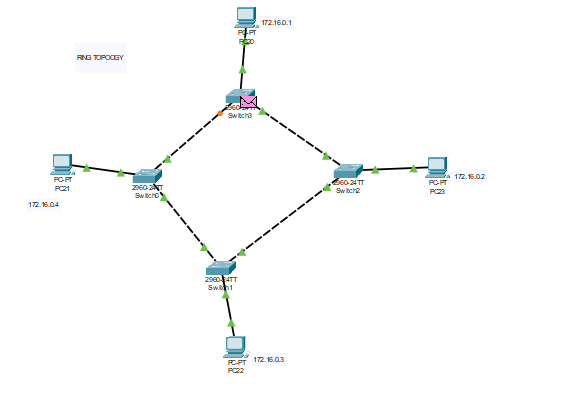 172.16.0.1
PC-PT
PC20
RING TOPOOGY
2960-24TT
Switch3
PC-PT
PC21
172.16.0.4
2960-24TT
Switch0
2960-24TT
Switch2
PC-PT
PC23
172.16.0.2
2960-24TT
Switch1
PC-PT
PC22
172.16.0.3